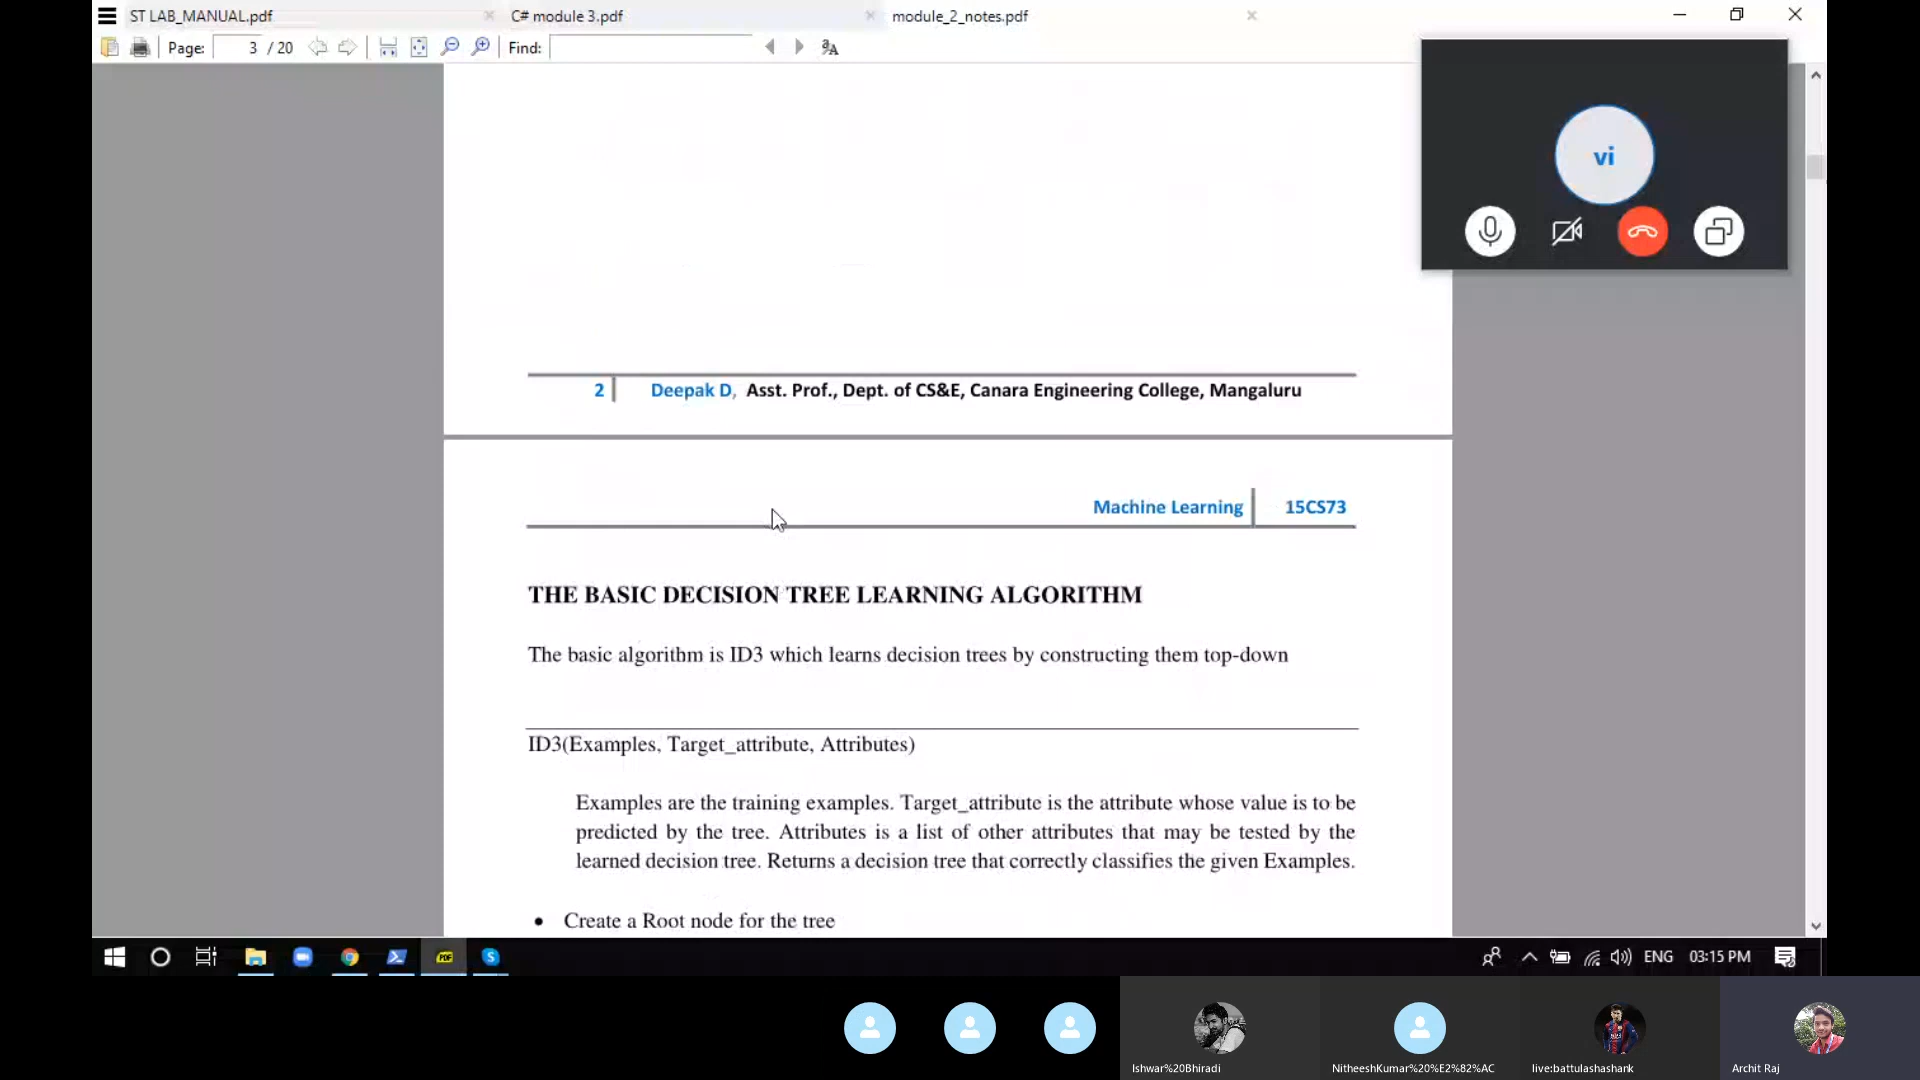 ST LAB_MANUAL.pdf
C# module 3.pdf
module_2_notes.pdf
Page: 3 / 20
Find:
vi
2 Deepak D, Asst. Prof., Dept. of CS&E, Canara Engineering College, Mangaluru
Machine Learning 15CS73
THE BASIC DECISION TREE LEARNING ALGORITHM
The basic algorithm is ID3 which learns decision trees by constructing them top-down
ID3(Examples, Target_attribute, Attributes)
Examples are the training examples. Target_attribute is the attribute whose value is to be
predicted by the tree. Attributes is a list of other attributes that may be tested by the
learned decision tree. Returns a decision tree that correctly classifies the given Examples.
• Create a Root node for the tree
PDF
ENG 03:15 PM
Ishwar%20Bhiradi
NitheeshKumar%20%E2%82%AC
live:battulashashank
Archit Raj